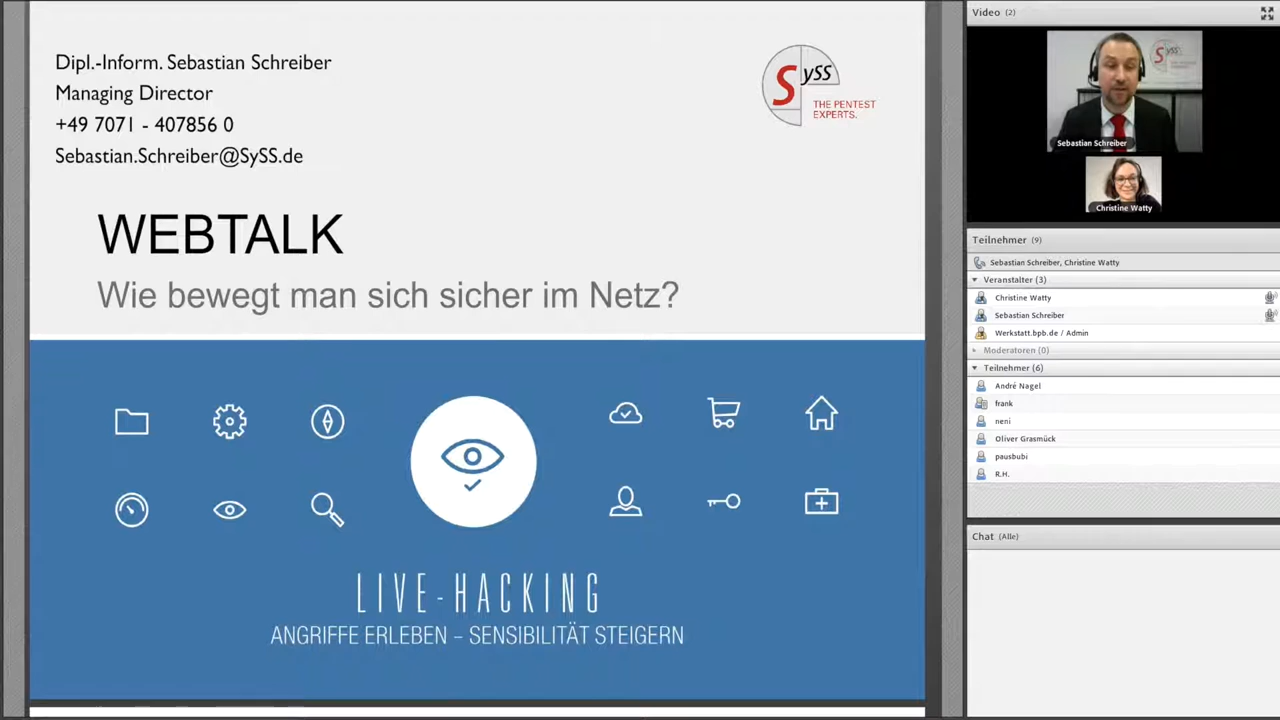 Dipl.-Inform. Sebastian Schreiber
Managing Director
+49 7071 - 407856 0
Sebastian.Schreiber@SySS.de
SySS
THE PENTEST
EXPERTS.
WEBTALK
Wie bewegt man sich sicher im Netz?
LIVE-HACKING
ANGRIFFE ERLEBEN – SENSIBILITÄT STEIGERN
Video (2)
SySS
Sebastian Schreiber
Christine Watty
Teilnehmer (9)
Sebastian Schreiber, Christine Watty
Veranstalter (3)
Christine Watty
Sebastian Schreiber
Werkstatt.bpb.de / Admin
Moderatoren (0)
Teilnehmer (6)
André Nagel
frank
neni
Oliver Grasmück
pausbubi
R.H.
Chat (Alle)